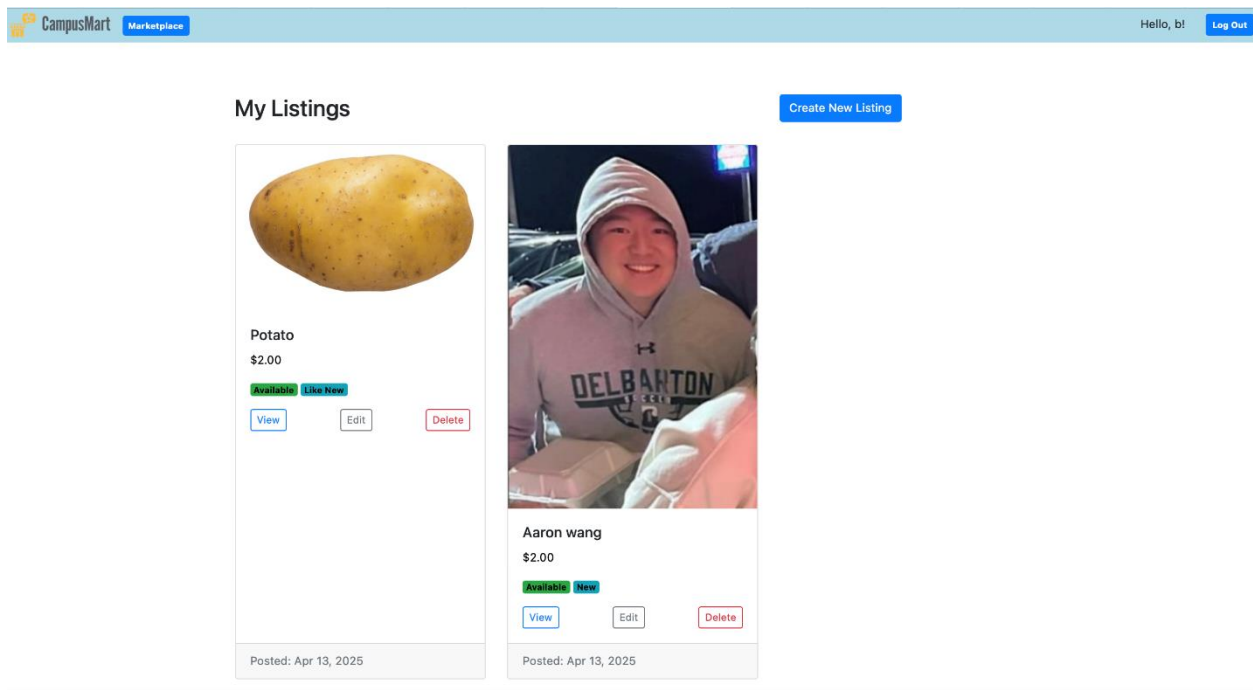 CampusMart Marketplace Hello, b! Log Out
My Listings Create New Listing
DELBARTON
SOCCER
Potato
$2.00
Available Like New
View Edit Delete
Aaron wang
$2.00
Available New
View Edit Delete
Posted: Apr 13, 2025 Posted: Apr 13, 2025